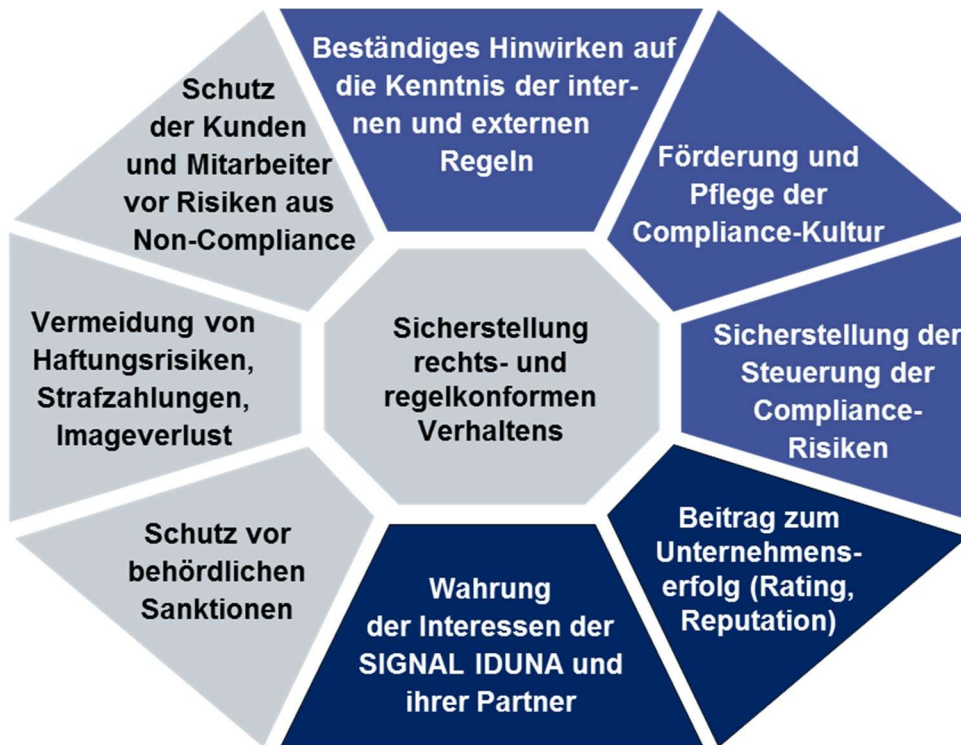 Beständiges Hinwirken auf
die Kenntnis der inter-
nen und externen
Regeln
Förderung und
Pflege der
Compliance-Kultur
Sicherstellung der
Steuerung der
Compliance-
Risiken
Beitrag zum
Unternehmens-
erfolg (Rating,
Reputation)
Wahrung
der Interessen der
SIGNAL IDUNA und
ihrer Partner
Schutz vor
behördlichen
Sanktionen
Vermeidung von
Haftungsrisiken,
Strafzahlungen,
Imageverlust
Schutz
der Kunden
und Mitarbeiter
vor Risiken aus
Non-Compliance
Sicherstellung
rechts- und
regelkonformen
Verhaltens